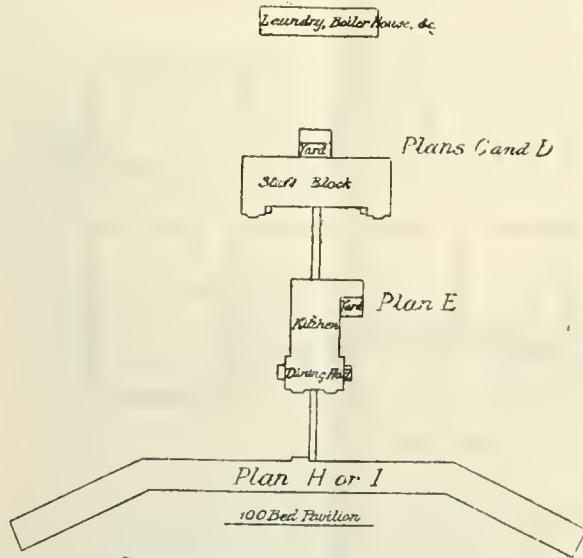 Laundry, Boiler House, &c
Yard
Plans C and D
Staff Block
Yard
Plan E
Kitchen
Dining Hall
Plan H or I
100 Bed Pavilion